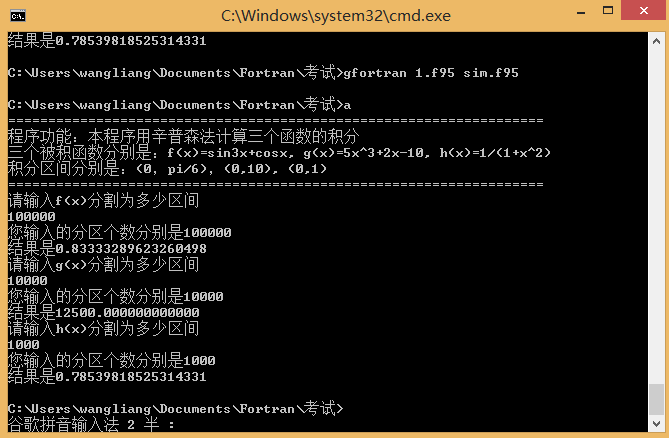 C:\Windows\system32\cmd.exe
结果是0.78539818525314331
C:\Users\wangliang\Documents\Fortran\考试>gfortran 1.f95 sim.f95
C:\Users\wangliang\Documents\Fortran\考试>a
===================================================================
程序功能：本程序用辛普森法计算三个函数的积分
三个被积函数分别是：f(x)=sin3x+cosx, g(x)=5x^3+2x-10, h(x)=1/(1+x^2)
积分区间分别是：(0, pi/6), (0,10), (0,1)
===================================================================
请输入f(x)分割为多少区间
100000
您输入的分区个数分别是100000
结果是0.83333289623260498
请输入g(x)分割为多少区间
10000
您输入的分区个数分别是10000
结果是12500.000000000000
请输入h(x)分割为多少区间
1000
您输入的分区个数分别是1000
结果是0.78539818525314331
C:\Users\wangliang\Documents\Fortran\考试>
谷歌拼音输入法 2 半 ：